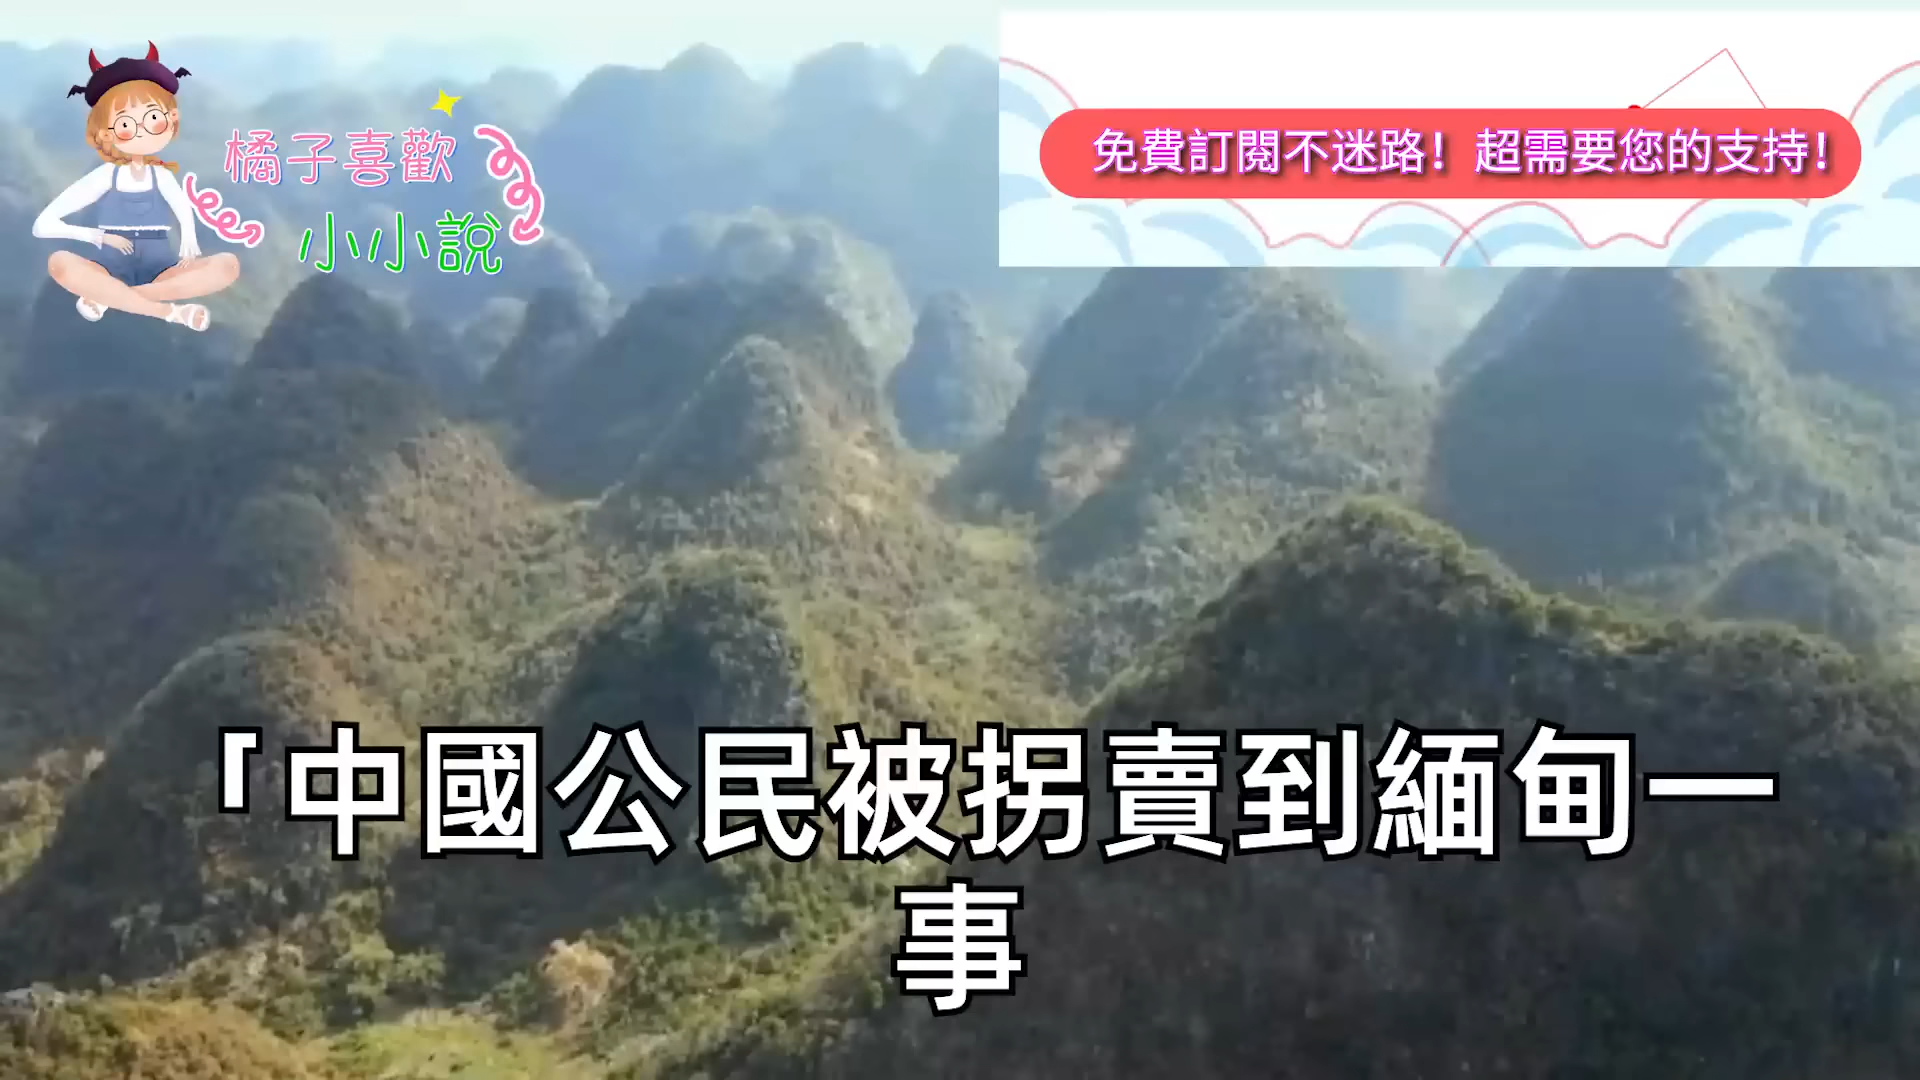 橘子喜歡
小小說
免費訂閱不迷路！超需要您的支持！
「中國公民被拐賣到緬甸一
事